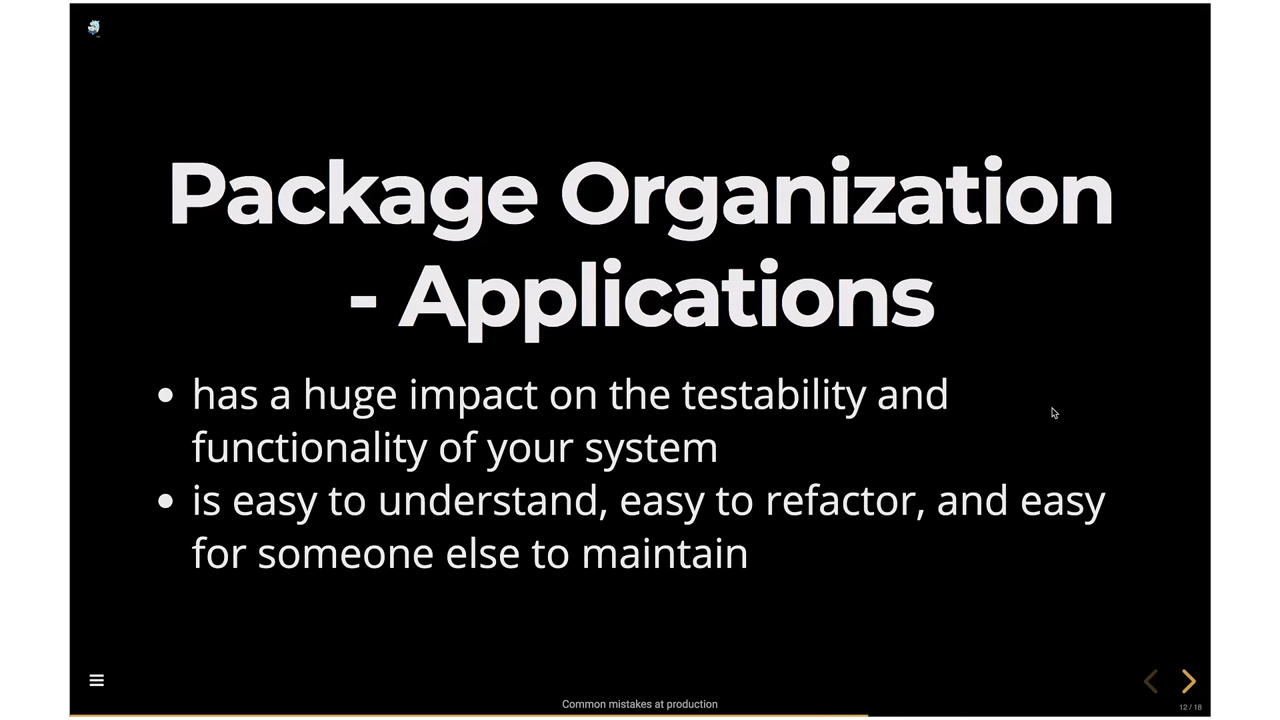 Package Organization
- Applications
• has a huge impact on the testability and
functionality of your system
• is easy to understand, easy to refactor, and easy
for someone else to maintain
Common mistakes at production
12 / 18